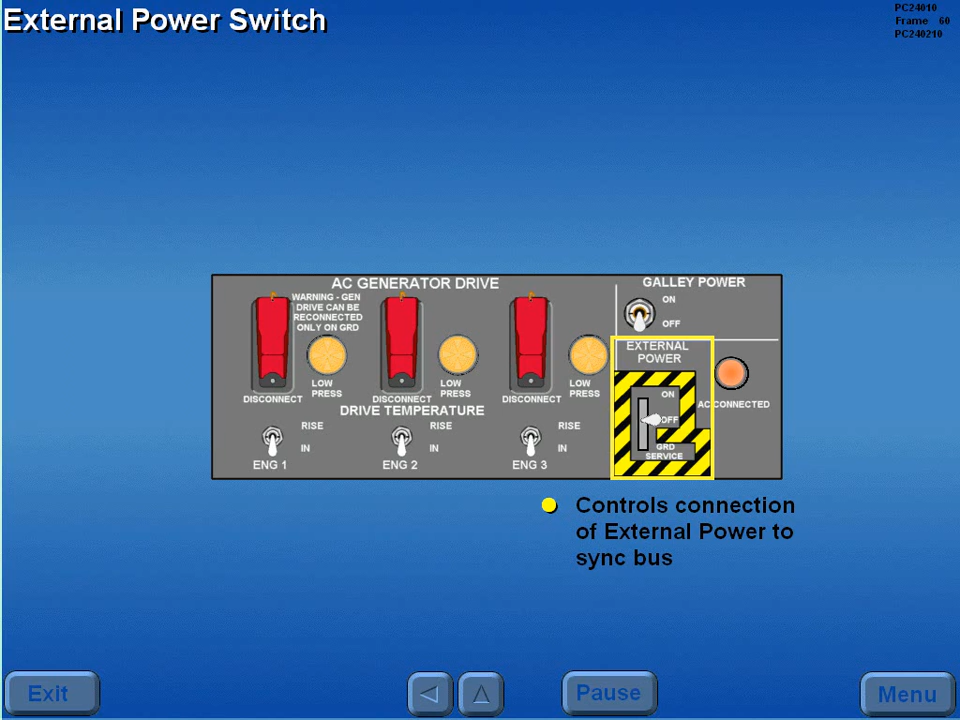 External Power Switch
PC24010
Frame 60
PC240210
AC GENERATOR DRIVE
GALLEY POWER
WARNING - GEN
DRIVE CAN BE
RECONNECTED
ONLY ON GRD
ON
OFF
EXTERNAL
POWER
LOW
PRESS
DISCONNECT
LOW
PRESS
DISCONNECT
LOW
PRESS
DISCONNECT
ON
OFF
GRD
SERVICE
AC CONNECTED
DRIVE TEMPERATURE
RISE
IN
ENG 1
RISE
IN
ENG 2
RISE
IN
ENG 3
Controls connection
of External Power to
sync bus
Exit
Pause
Menu